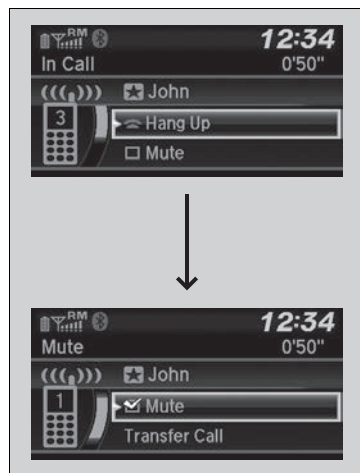 RM 12:34
In Call 0'50"
John
3
Hang Up
Mute
RM 12:34
Mute 0'50"
John
1
Mute
Transfer Call